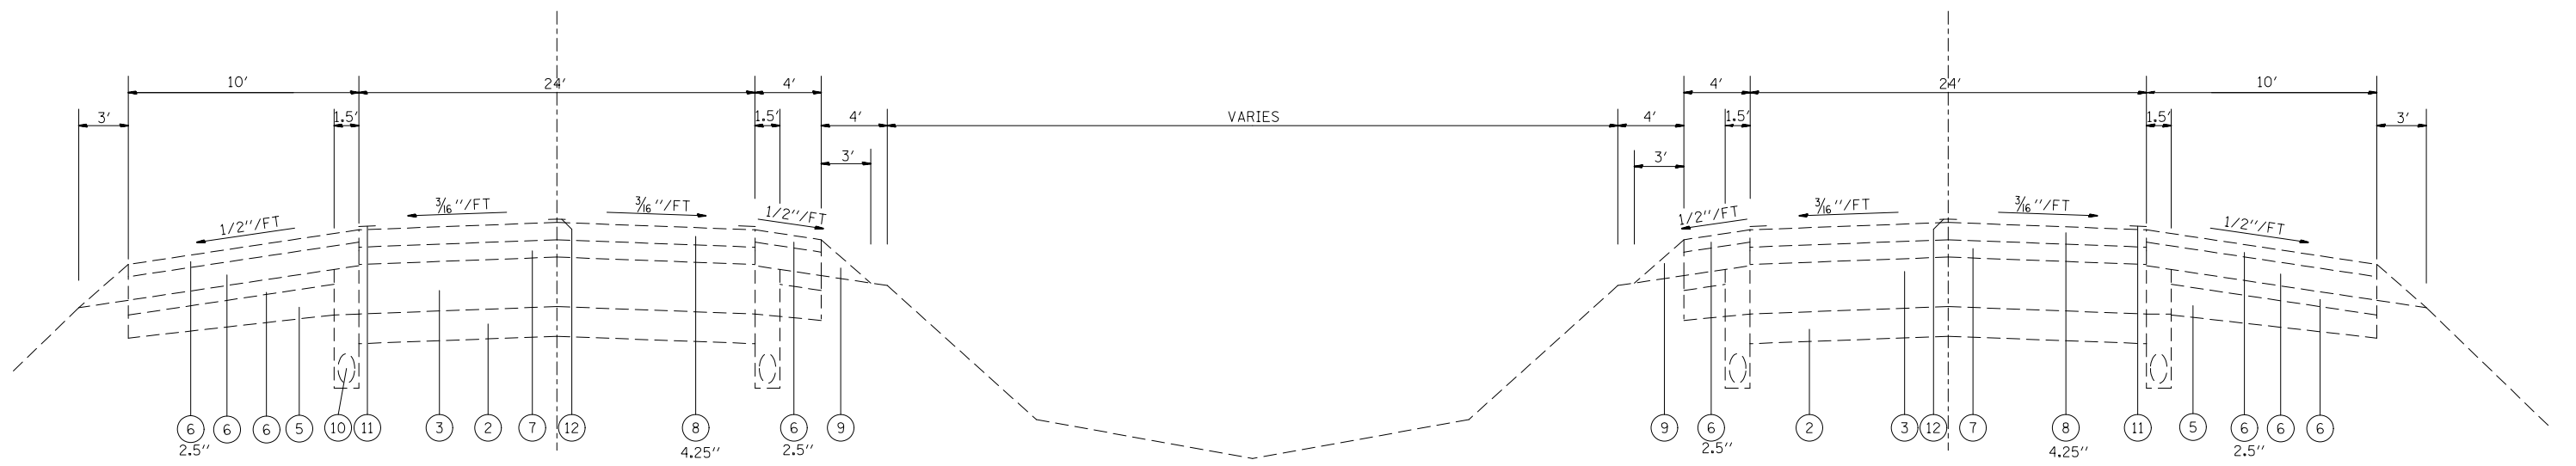 10' 24' 4' 4' 24' 10'
3' 1.5' 1.5' 4' VARIES 4' 1.5' 1.5' 3'
3' 3'
1/2"/FT 3/16"/FT 3/16"/FT 1/2"/FT 1/2"/FT 3/16"/FT 3/16"/FT 1/2"/FT
6 6 6 5 10 11 3 2 7 12 8 6 9 9 6 2 3 12 7 8 11 5 6 6 6
2.5" 4.25" 2.5" 2.5" 4.25" 2.5"